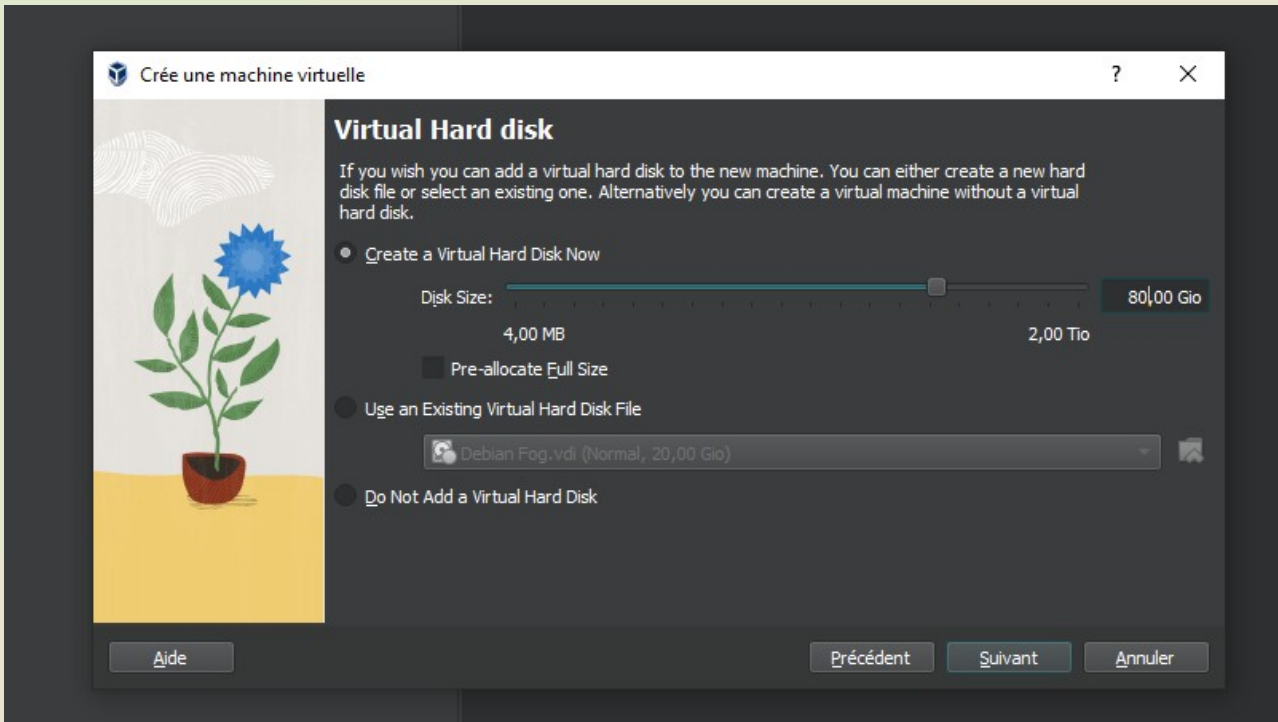 Crée une machine virtuelle
?
Virtual Hard disk
If you wish you can add a virtual hard disk to the new machine. You can either create a new hard
disk file or select an existing one. Alternatively you can create a virtual machine without a virtual
hard disk.
Create a Virtual Hard Disk Now
Disk Size:
80,00 Gio
4,00 MB
2,00 Tio
Pre-allocate Full Size
Use an Existing Virtual Hard Disk File
Debian Fog.vdi (Normal, 20,00 Gio)
Do Not Add a Virtual Hard Disk
Aide
Précédent
Suivant
Annuler